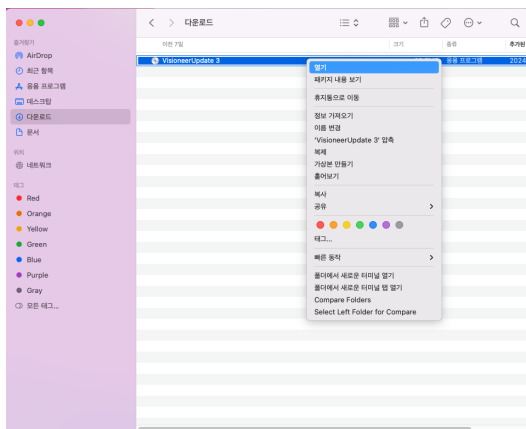 다운로드
즐겨찾기
AirDrop
최근 항목
응용 프로그램
데스크탑
다운로드
문서
위치
네트워크
태그
Red
Orange
Yellow
Green
Blue
Purple
Gray
모든 태그...
이전 7일
크기
종류
추가된
VisioneerUpdate 3
응용 프로그램
2024
열기
패키지 내용 보기
휴지통으로 이동
정보 가져오기
이름 변경
'VisioneerUpdate 3' 압축
복제
가상본 만들기
훑어보기
복사
공유
태그...
빠른 동작
폴더에서 새로운 터미널 열기
폴더에서 새로운 터미널 탭 열기
Compare Folders
Select Left Folder for Compare